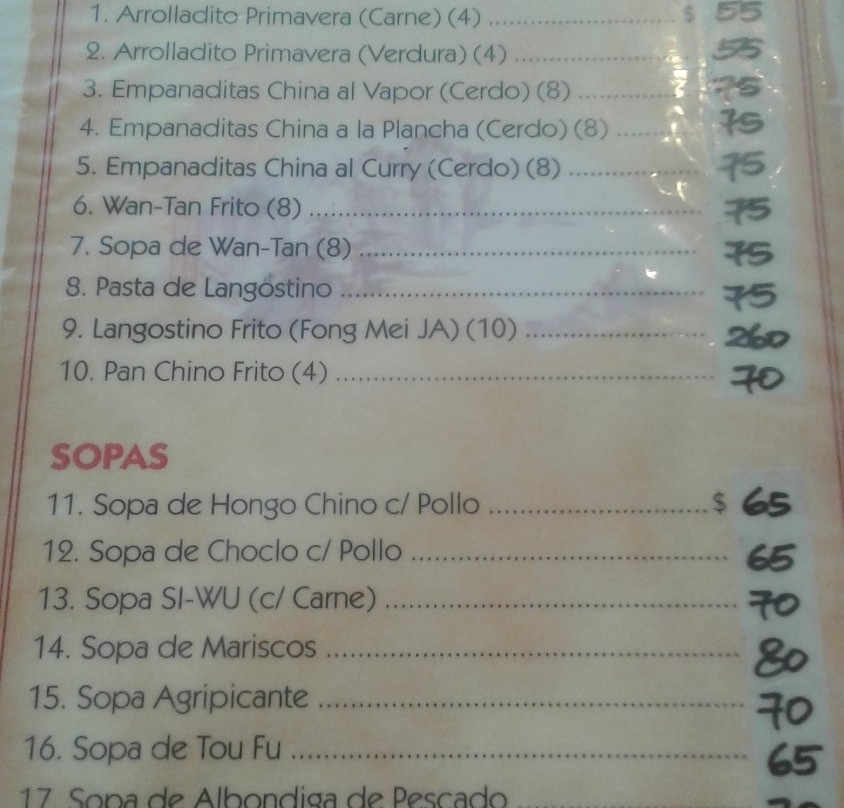 1. Arrolladito Primavera (Carne) (4) ........ $ 55
2. Arrolladito Primavera (Verdura) (4) ........ 55
3. Empanaditas China al Vapor (Cerdo) (8) ........ 75
4. Empanaditas China a la Plancha (Cerdo) (8) ........ 75
5. Empanaditas China al Curry (Cerdo) (8) ........ 75
6. Wan-Tan Frito (8) ........ 75
7. Sopa de Wan-Tan (8) ........ 75
8. Pasta de Langostino ........ 75
9. Langostino Frito (Fong Mei JA) (10) ........ 260
10. Pan Chino Frito (4) ........ 70
SOPAS
11. Sopa de Hongo Chino c/ Pollo ........ $ 65
12. Sopa de Choclo c/ Pollo ........ 65
13. Sopa SI-WU (c/ Carne) ........ 70
14. Sopa de Mariscos ........ 80
15. Sopa Agripicante ........ 70
16. Sopa de Tou Fu ........ 65
17. Sopa de Albondiga de Pescado ........